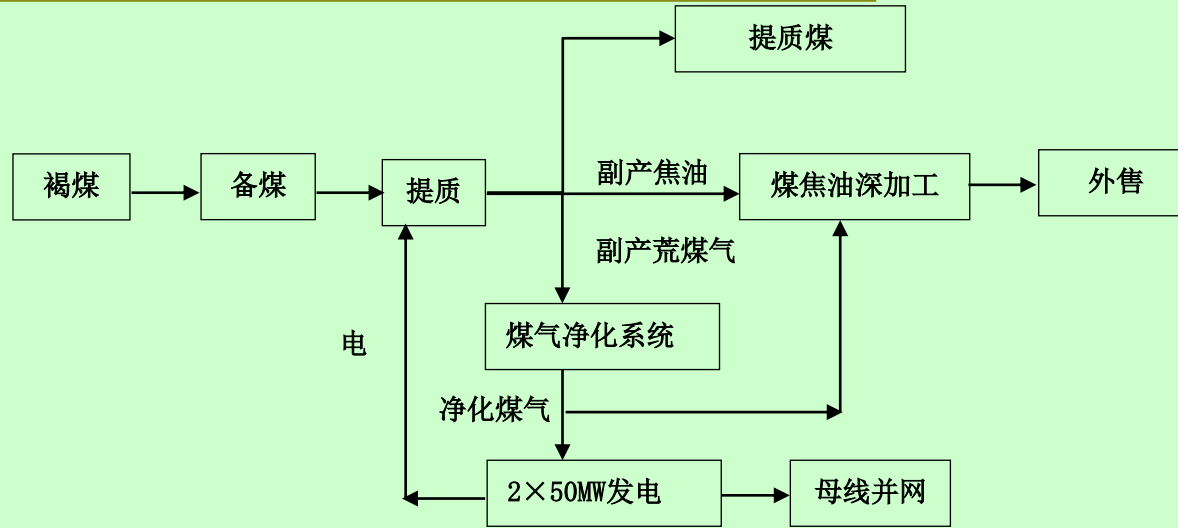 提质煤
褐煤
备煤
提质
副产焦油
煤焦油深加工
外售
副产荒煤气
煤气净化系统
电
净化煤气
2×50MW发电
母线并网